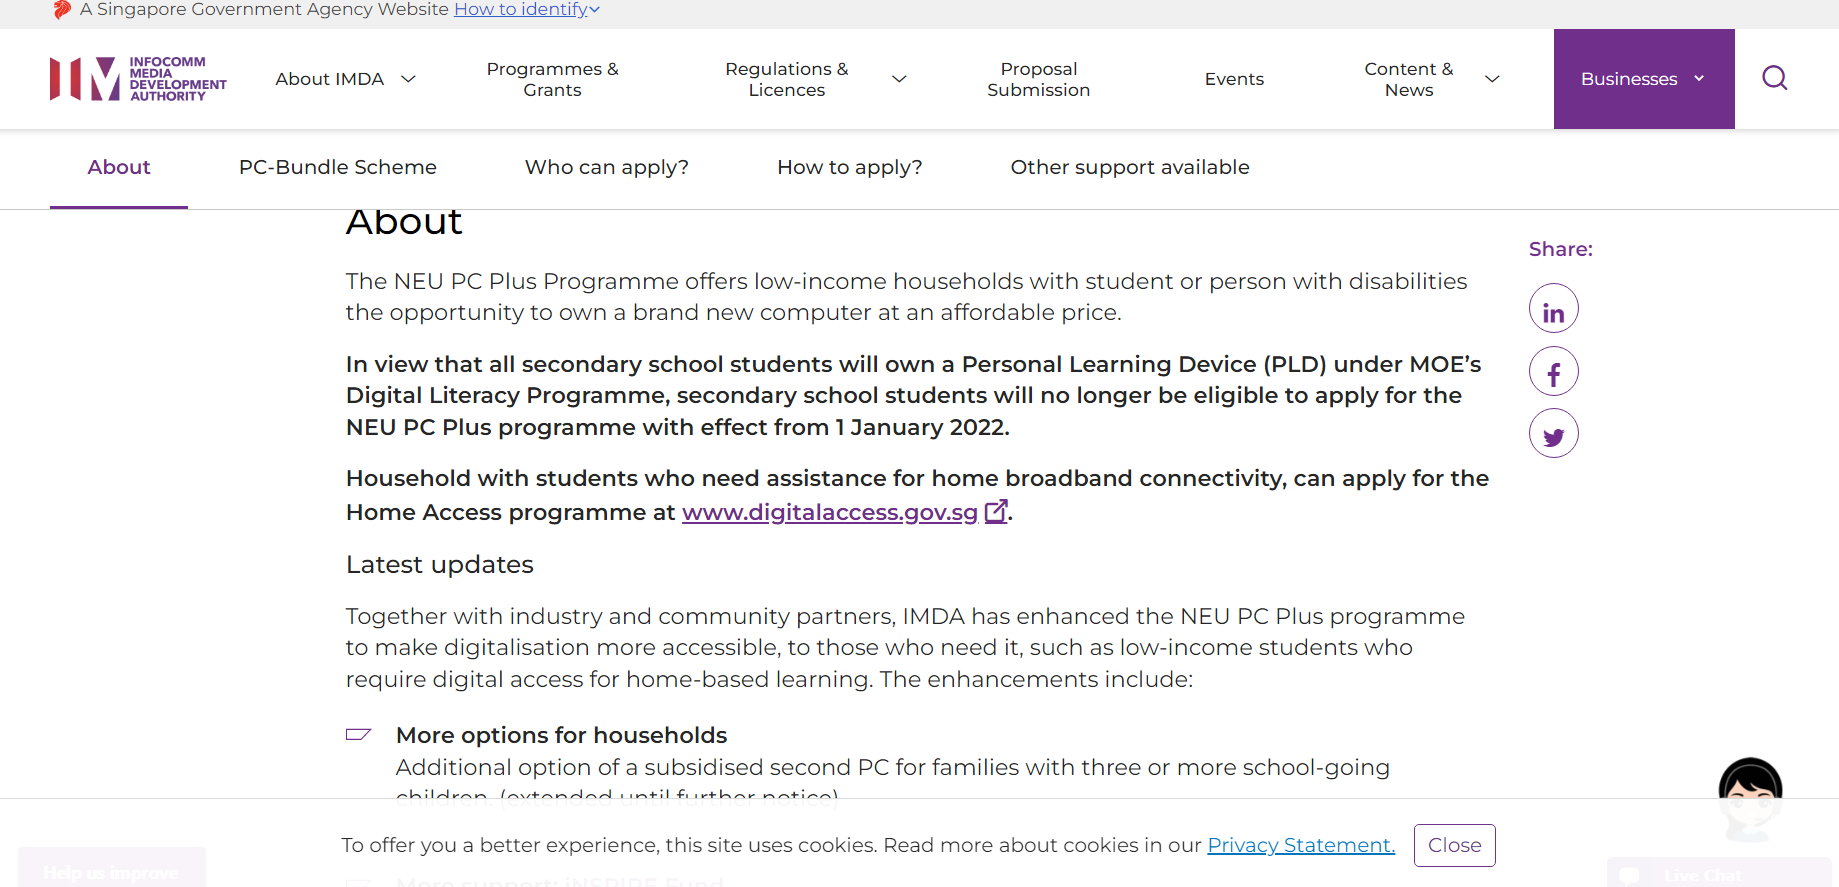 A Singapore Government Agency Website How to identify
INFOCOMM
MEDIA
DEVELOPMENT
AUTHORITY
About IMDA
Programmes &
Grants
Regulations &
Licences
Proposal
Submission
Events
Content &
News
Businesses
About
PC-Bundle Scheme
Who can apply?
How to apply?
Other support available
About
Share:
The NEU PC Plus Programme offers low-income households with student or person with disabilities
the opportunity to own a brand new computer at an affordable price.
In view that all secondary school students will own a Personal Learning Device (PLD) under MOE’s
Digital Literacy Programme, secondary school students will no longer be eligible to apply for the
NEU PC Plus programme with effect from 1 January 2022.
Household with students who need assistance for home broadband connectivity, can apply for the
Home Access programme at www.digitalaccess.gov.sg.
Latest updates
Together with industry and community partners, IMDA has enhanced the NEU PC Plus programme
to make digitalisation more accessible, to those who need it, such as low-income students who
require digital access for home-based learning. The enhancements include:
More options for households
Additional option of a subsidised second PC for families with three or more school-going
children. (extended until further notice)
To offer you a better experience, this site uses cookies. Read more about cookies in our Privacy Statement.
Close
Help us improve
More support: iNSPIRE Fund
Live Chat